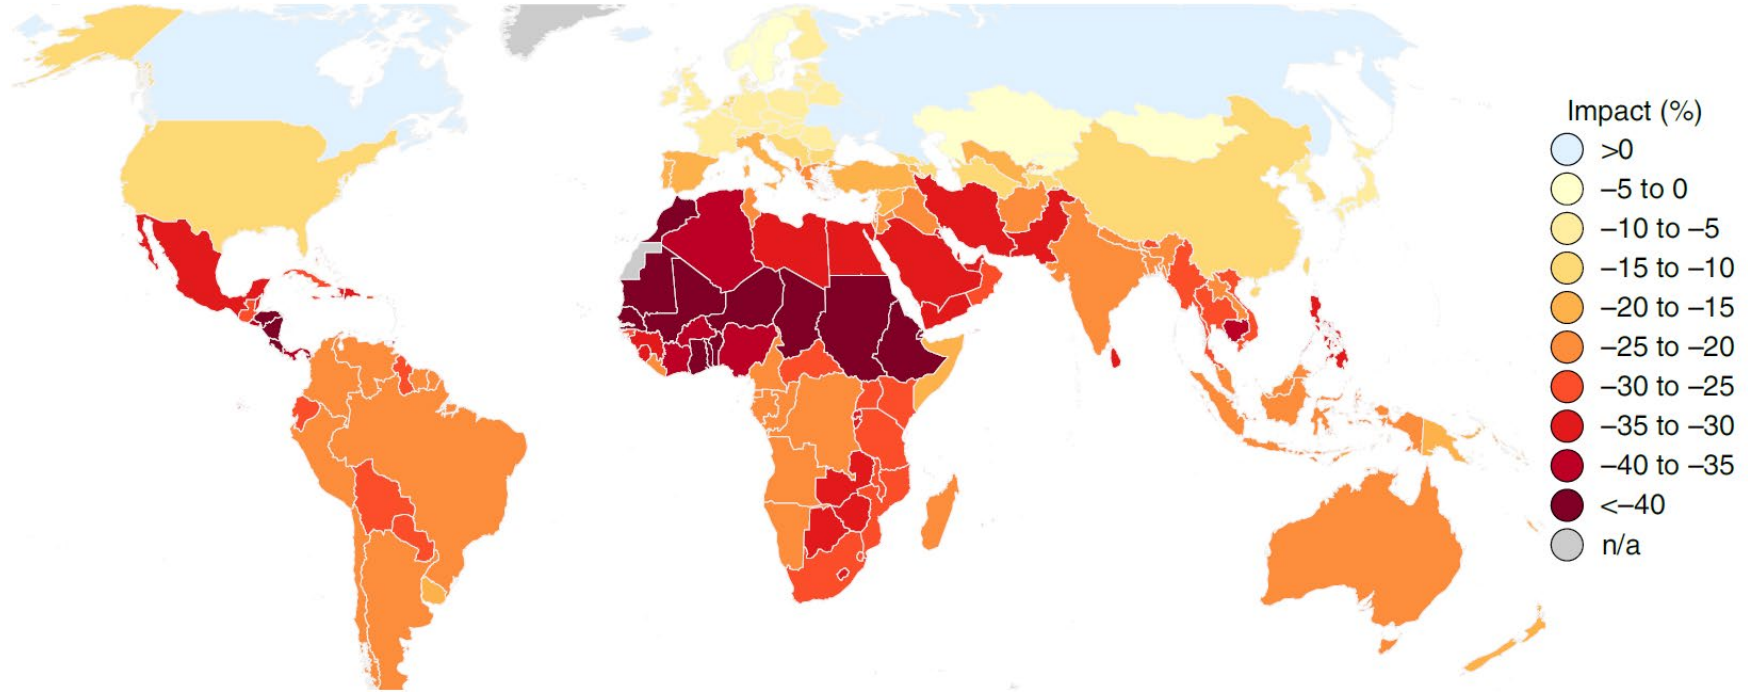 Impact (%)
>0
–5 to 0
–10 to –5
–15 to –10
–20 to –15
–25 to –20
–30 to –25
–35 to –30
–40 to –35
<–40
n/a